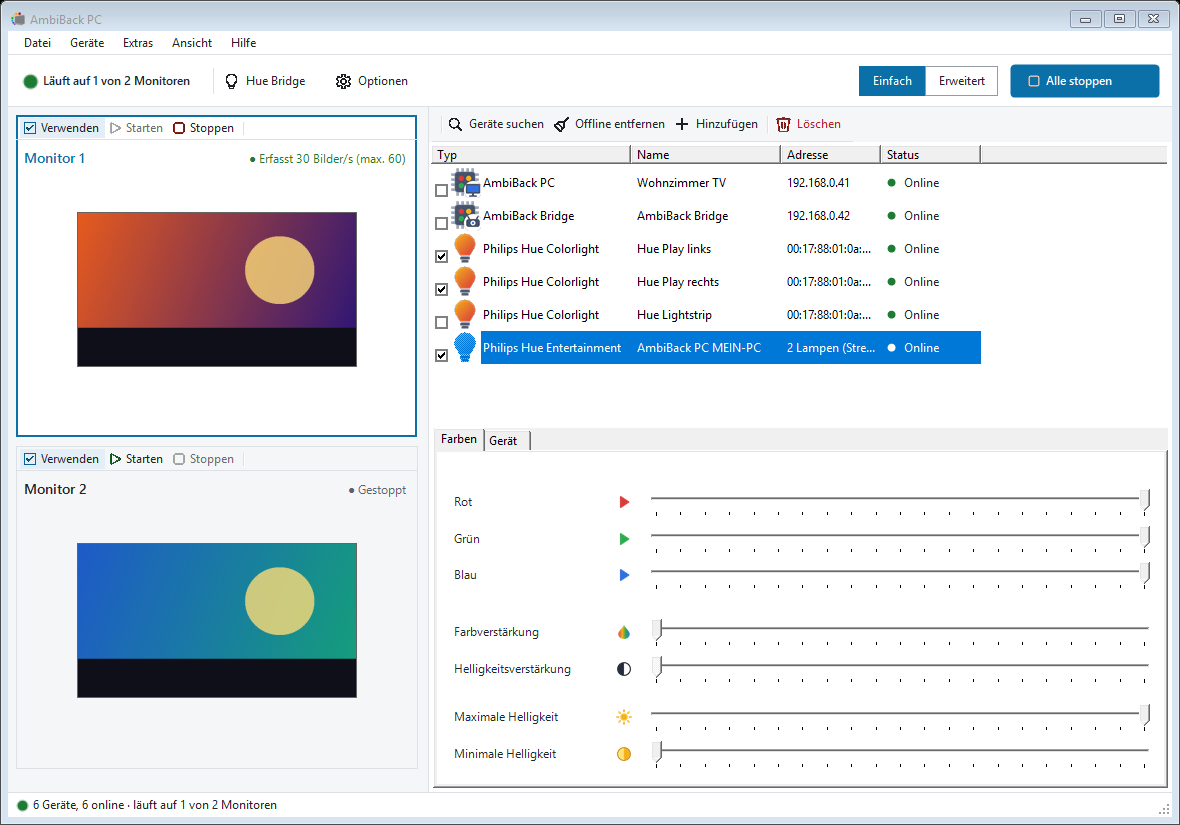 AmbiBack PC
Datei Geräte Extras Ansicht Hilfe
Läuft auf 1 von 2 Monitoren Hue Bridge Optionen Einfach Erweitert Alle stoppen
Verwenden Starten Stoppen
Monitor 1 ● Erfasst 30 Bilder/s (max. 60)
Verwenden Starten Stoppen
Monitor 2 ● Gestoppt
Geräte suchen Offline entfernen Hinzufügen Löschen
Typ Name Adresse Status
AmbiBack PC Wohnzimmer TV 192.168.0.41 ● Online
AmbiBack Bridge AmbiBack Bridge 192.168.0.42 ● Online
Philips Hue Colorlight Hue Play links 00:17:88:01:0a:... ● Online
Philips Hue Colorlight Hue Play rechts 00:17:88:01:0a:... ● Online
Philips Hue Colorlight Hue Lightstrip 00:17:88:01:0a:... ● Online
Philips Hue Entertainment AmbiBack PC MEIN-PC 2 Lampen (Stre... ● Online
Farben Gerät
Rot
Grün
Blau
Farbverstärkung
Helligkeitsverstärkung
Maximale Helligkeit
Minimale Helligkeit
6 Geräte, 6 online · läuft auf 1 von 2 Monitoren